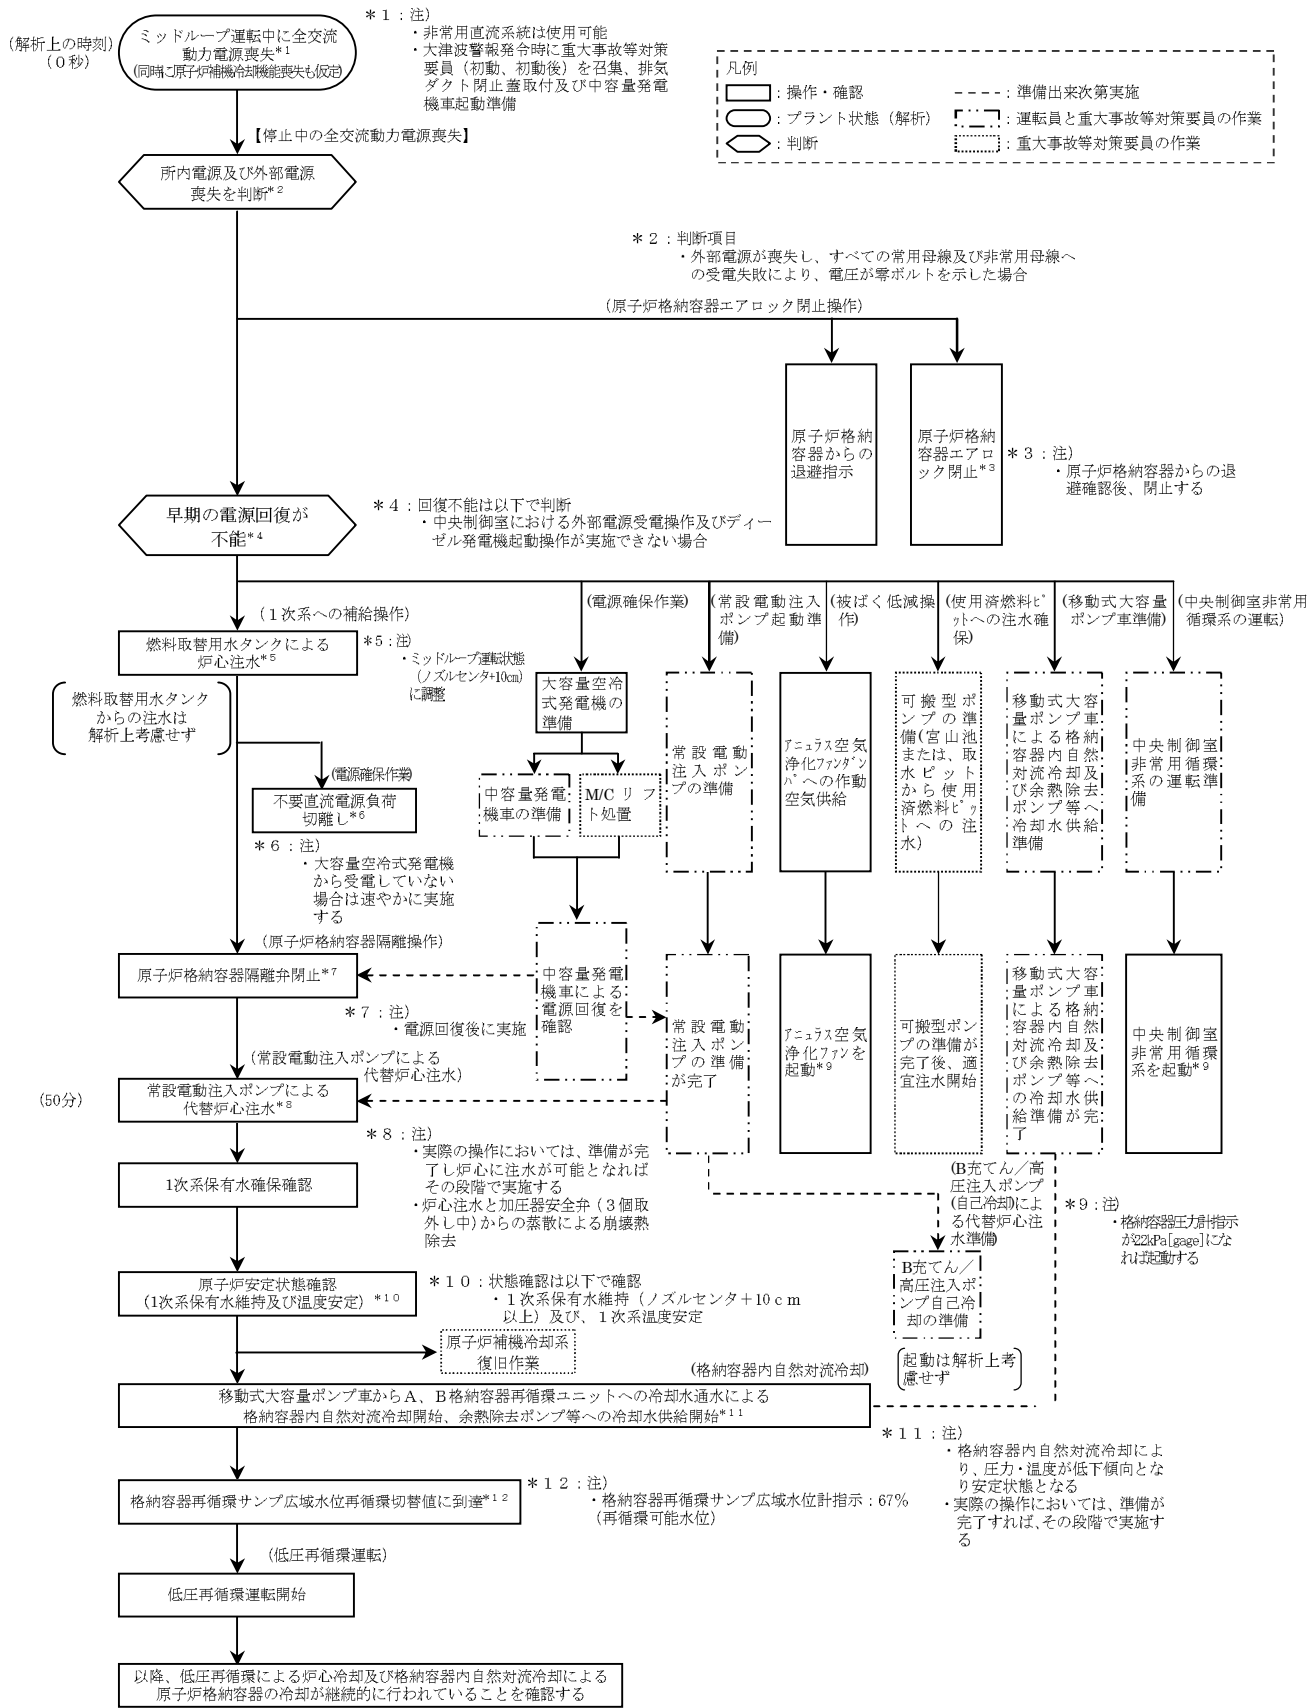 (解析上の時刻)
(0秒)
ミッドループ運転中に全交流
動力電源喪失*1
(同時に原子炉補機冷却機能喪失も仮定)
*1:注)
・非常用直流系統は使用可能
・大津波警報発令時に重大事故等対策
要員(初動、初動後)を召集、排気
ダクト閉止蓋取付及び中容量発電
機車起動準備
凡例
:操作・確認
:プラント状態(解析)
:判断
:準備出来次第実施
:運転員と重大事故等対策要員の作業
:重大事故等対策要員の作業
【停止中の全交流動力電源喪失】
所内電源及び外部電源
喪失を判断*2
*2:判断項目
・外部電源が喪失し、すべての常用母線及び非常用母線へ
の受電失敗により、電圧が零ボルトを示した場合
(原子炉格納容器エアロック閉止操作)
原子炉格納
容器からの
退避指示
原子炉格納
容器エアロ
ック閉止*3
*3:注)
・原子炉格納容器からの退
避確認後、閉止する
早期の電源回復が
不能*4
*4:回復不能は以下で判断
・中央制御室における外部電源受電操作及びディー
ゼル発電機起動操作が実施できない場合
(1次系への補給操作)
(電源確保作業)
(常設電動注入
ポンプ起動準
備)
(被ばく低減操
作)
(使用済燃料ピ
ットへの注水確
保)
(移動式大容量
ポンプ車準備)
(中央制御室非常用
循環系の運転)
燃料取替用水タンクによる
炉心注水*5
*5:注)
・ミッドループ運転状態
(ノズルセンタ+10cm)
に調整
燃料取替用水タンク
からの注水は
解析上考慮せず
(電源確保作業)
不要直流電源負荷
切離し*6
*6:注)
・大容量空冷式発電機
から受電していない
場合は速やかに実施
する
大容量空冷
式発電機の
準備
中容量発電
機車の準備
M/Cリフ
ト処置
常設電動
注入ポン
プの準備
アニュラス空気
浄化ファンダン
パへの作動
空気供給
可搬型ポ
ンプの準
備(宮山池
または、取
水ピット
から使用
済燃料ピッ
トへの注
水)
移動式大容
量ポンプ車
による格納
容器内自然
対流冷却及
び余熱除去
ポンプ等へ
冷却水供給
準備
中央制御室
非常用循環
系の運転準
備
(原子炉格納容器隔離操作)
原子炉格納容器隔離弁閉止*7
*7:注)
・電源回復後に実施
中容量発電
機車による
電源回復を
確認
常設電動
注入ポン
プの準備
が完了
アニュラス空気
浄化ファンを
起動*9
可搬型ポン
プの準備が
完了後、適
宜注水開始
移動式大容
量ポンプ車
による格納
容器内自然
対流冷却及
び余熱除去
ポンプ等へ
の冷却水供
給準備が完
了
中央制御室
非常用循環
系を起動*9
(常設電動注入ポンプによる
代替炉心注水)
(50分)
常設電動注入ポンプによる
代替炉心注水*8
*8:注)
・実際の操作においては、準備が完
了し炉心に注水が可能となれば
その段階で実施する
・炉心注水と加圧器安全弁(3個取
外し中)からの蒸散による崩壊熱
除去
1次系保有水確保確認
(B充てん/高
圧注入ポンプ
(自己冷却)によ
る代替炉心注
水準備)
*9:注)
・格納容器圧力計指示
が22kPa[gage]にな
れば起動する
B充てん/
高圧注入ポ
ンプ自己冷
却の準備
起動は解析上考
慮せず
原子炉安定状態確認
(1次系保有水維持及び温度安定)*10
*10:状態確認は以下で確認
・1次系保有水維持(ノズルセンタ+10cm
以上)及び、1次系温度安定
原子炉補機冷却系
復旧作業
(格納容器内自然対流冷却)
移動式大容量ポンプ車からA、B格納容器再循環ユニットへの冷却水通水による
格納容器内自然対流冷却開始、余熱除去ポンプ等への冷却水供給開始*11
*11:注)
・格納容器内自然対流冷却によ
り、圧力・温度が低下傾向とな
り安定状態となる
・実際の操作においては、準備が
完了すれば、その段階で実施す
る
格納容器再循環サンプ広域水位再循環切替値に到達*12
*12:注)
・格納容器再循環サンプ広域水位計指示:67%
(再循環可能水位)
(低圧再循環運転)
低圧再循環運転開始
以降、低圧再循環による炉心冷却及び格納容器内自然対流冷却による
原子炉格納容器の冷却が継続的に行われていることを確認する